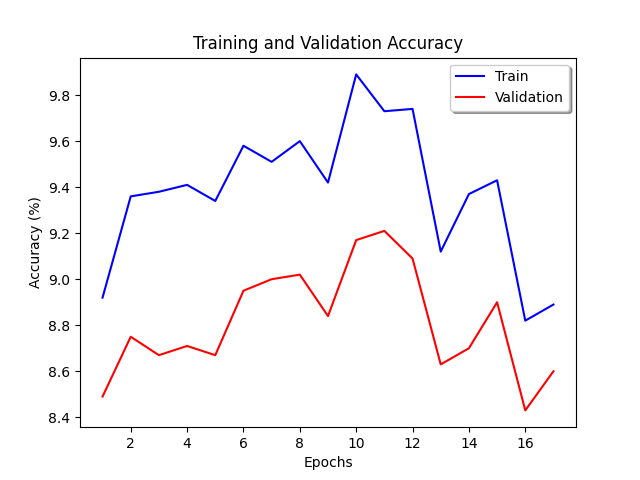 Training and Validation Accuracy
Train
Validation
Accuracy (%)
9.8
9.6
9.4
9.2
9.0
8.8
8.6
8.4
2 4 6 8 10 12 14 16
Epochs